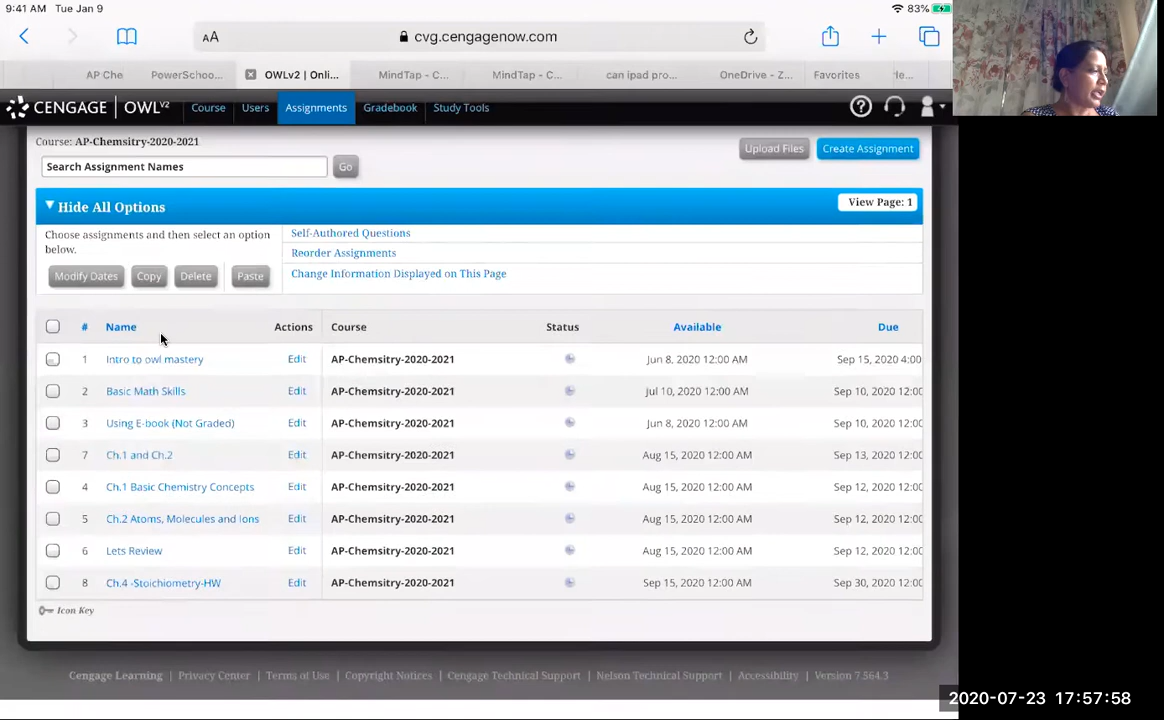 9:41 AM Tue Jan 9 83%
AA cvg.cengagenow.com
AP Che PowerSchoo... OWLv2 | Onli... MindTap - C... MindTap - C... can ipad pro... OneDrive - Z... Favorites
CENGAGE | OWLv2 Course Users Assignments Gradebook Study Tools
Course: AP-Chemsitry-2020-2021
Upload Files Create Assignment
Search Assignment Names Go
Hide All Options View Page: 1
Choose assignments and then select an option
below.
Modify Dates Copy Delete Paste
Self-Authored Questions
Reorder Assignments
Change Information Displayed on This Page
# Name Actions Course Status Available Due
1 Intro to owl mastery Edit AP-Chemsitry-2020-2021 Jun 8, 2020 12:00 AM Sep 15, 2020 4:00
2 Basic Math Skills Edit AP-Chemsitry-2020-2021 Jul 10, 2020 12:00 AM Sep 10, 2020 12:00
3 Using E-book (Not Graded) Edit AP-Chemsitry-2020-2021 Jun 8, 2020 12:00 AM Sep 10, 2020 12:00
7 Ch.1 and Ch.2 Edit AP-Chemsitry-2020-2021 Aug 15, 2020 12:00 AM Sep 13, 2020 12:00
4 Ch.1 Basic Chemistry Concepts Edit AP-Chemsitry-2020-2021 Aug 15, 2020 12:00 AM Sep 12, 2020 12:00
5 Ch.2 Atoms, Molecules and Ions Edit AP-Chemsitry-2020-2021 Aug 15, 2020 12:00 AM Sep 12, 2020 12:00
6 Lets Review Edit AP-Chemsitry-2020-2021 Aug 15, 2020 12:00 AM Sep 12, 2020 12:00
8 Ch.4 -Stoichiometry-HW Edit AP-Chemsitry-2020-2021 Sep 15, 2020 12:00 AM Sep 30, 2020 12:00
Icon Key
Cengage Learning | Privacy Center | Terms of Use | Copyright Notices | Cengage Technical Support | Nelson Technical Support | Accessibility | Version 7.564.3
2020-07-23 17:57:58